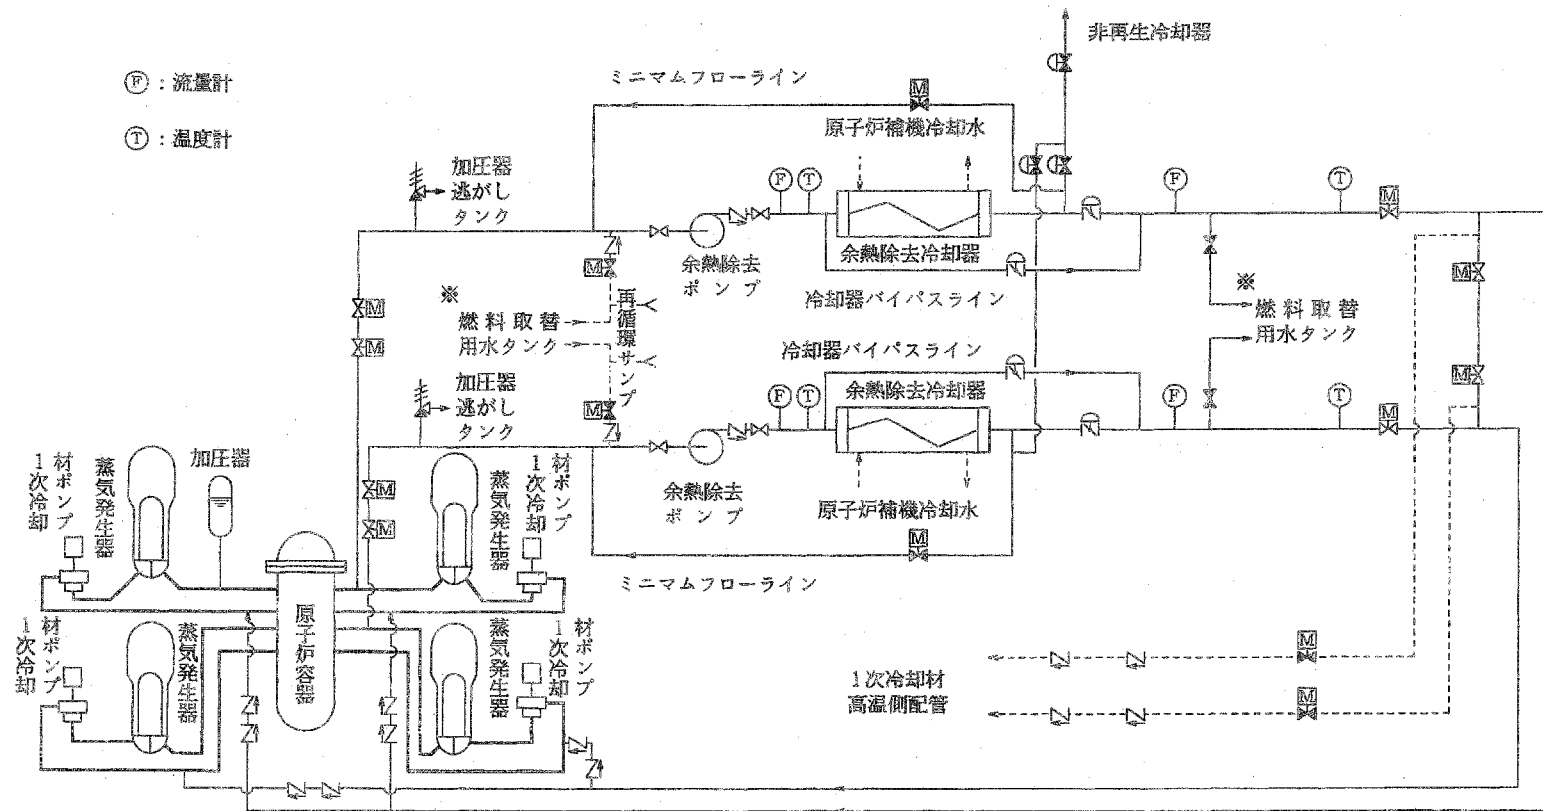 非再生冷却器
Ⓕ：流量計
ミニマムフローライン
M
原子炉補機冷却水
Ⓣ：温度計
加圧器
逃がし
タンク
F
T
F
T
M
余熱除去
ポンプ
余熱除去冷却器
M
M
※
燃料取替
用水タンク
再循環サンプ
冷却器バイパスライン
※
燃料取替
用水タンク
M
M
冷却器バイパスライン
加圧器
逃がし
タンク
M
F
T
余熱除去冷却器
F
T
M
M
余熱除去
ポンプ
原子炉補機冷却水
M
M
M
ミニマムフローライン
1次冷却
材ポンプ
蒸気発生器
加圧器
蒸気発生器
1次冷却
材ポンプ
原子炉容器
1次冷却
材ポンプ
蒸気発生器
蒸気発生器
1次冷却
材ポンプ
1次冷却材
高温側配管
M
M